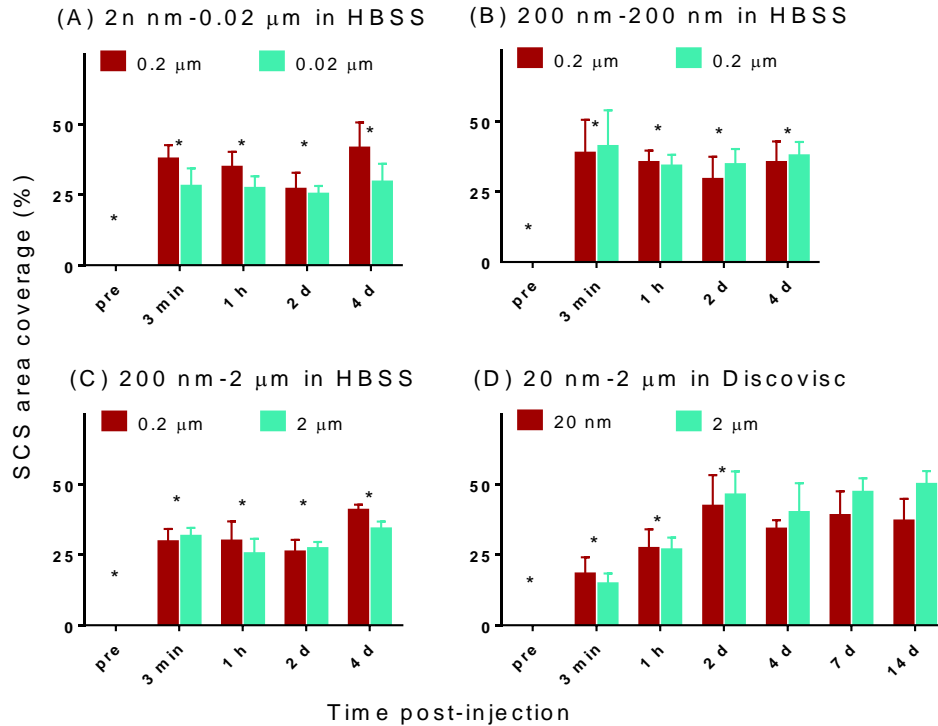 (A) 2n nm-0.02 μm in HBSS
0.2 μm 0.02 μm
50
* * * *
25
*
0
pre 3 min 1 h 2 d 4 d
(B) 200 nm-200 nm in HBSS
0.2 μm 0.2 μm
50
* * * *
25
*
0
pre 3 min 1 h 2 d 4 d
SCS area coverage (%)
(C) 200 nm-2 μm in HBSS
0.2 μm 2 μm
50
* * * *
25
*
0
pre 3 min 1 h 2 d 4 d
(D) 20 nm-2 μm in Discovisc
20 nm 2 μm
50
* * *
25
*
0
pre 3 min 1 h 2 d 4 d 7 d 14 d
Time post-injection